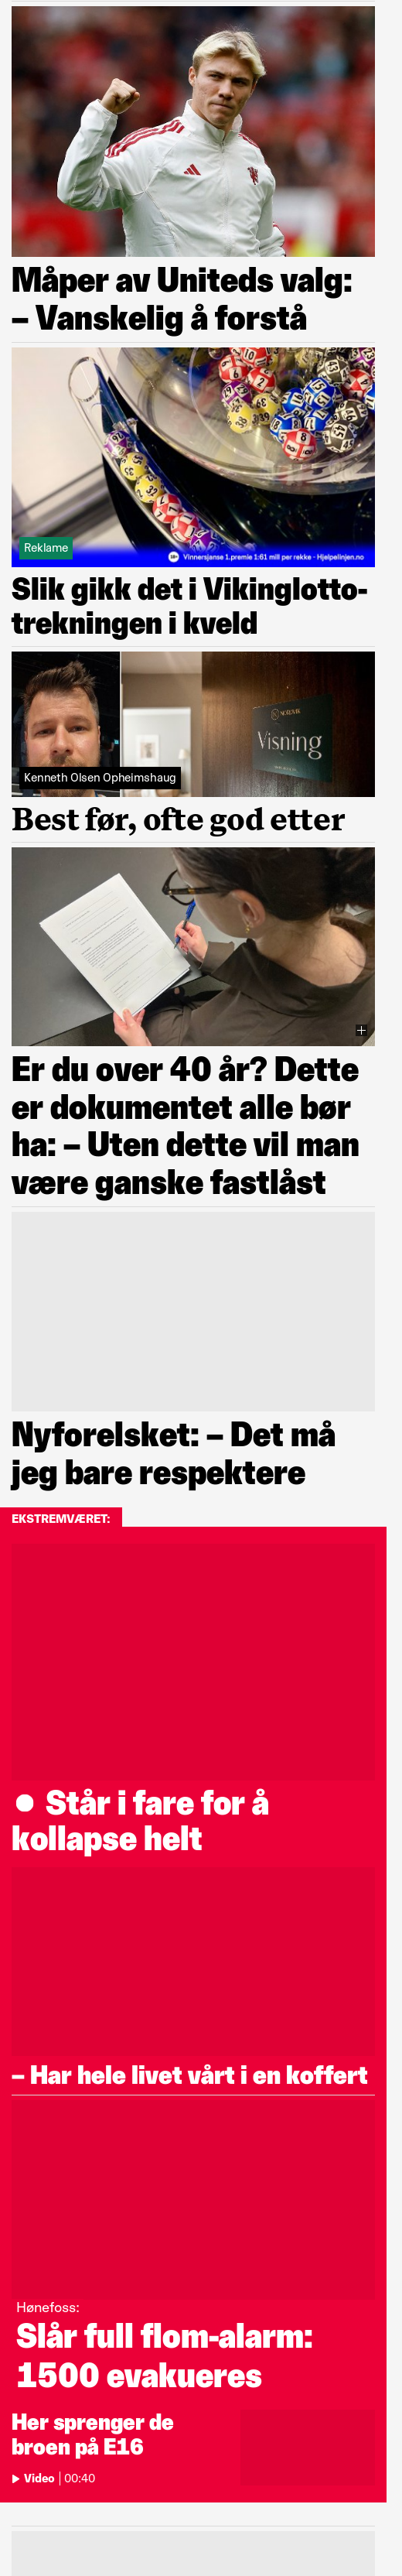 Måper av Uniteds valg:
– Vanskelig å forstå
Reklame
18+ Vinnersjanse 1.premie 1:61 mill per rekke - Hjelpelinjen.no
Slik gikk det i Vikinglotto-
trekningen i kveld
NORDVIK
Visning
Kenneth Olsen Opheimshaug
Best før, ofte god etter
Er du over 40 år? Dette
er dokumentet alle bør
ha: – Uten dette vil man
være ganske fastlåst
Nyforelsket: – Det må
jeg bare respektere
EKSTREMVÆRET:
● Står i fare for å
kollapse helt
– Har hele livet vårt i en koffert
Hønefoss:
Slår full flom-alarm:
1500 evakueres
Her sprenger de
broen på E16
Video | 00:40